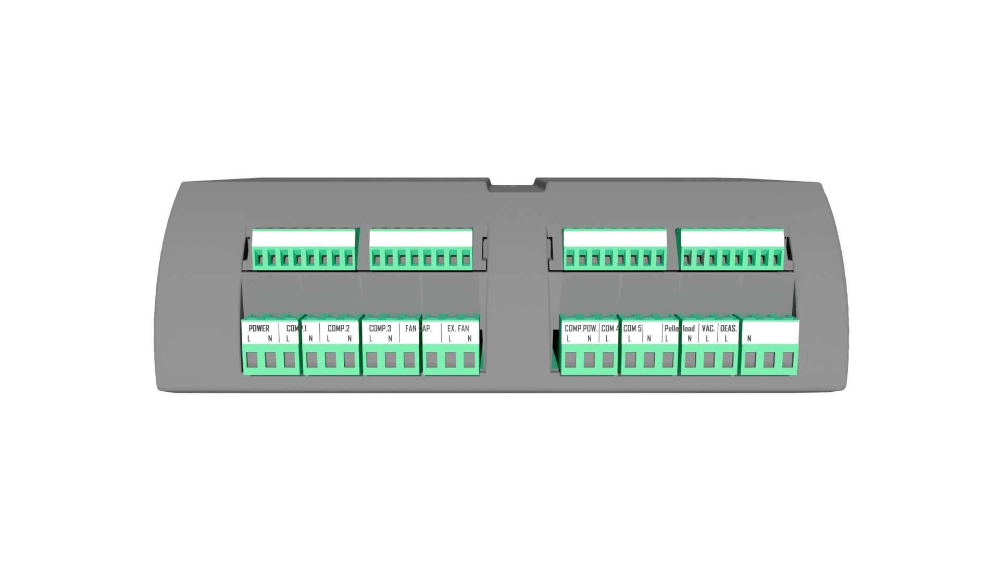 POWER COMP.1 COMP.2 COMP.3 FAN CAP. EX. FAN
L N L N L N L N L N
COMP.POW. COM 4 COM 5 Pellet load VAC. DEAS.
L N L L N L N L L N